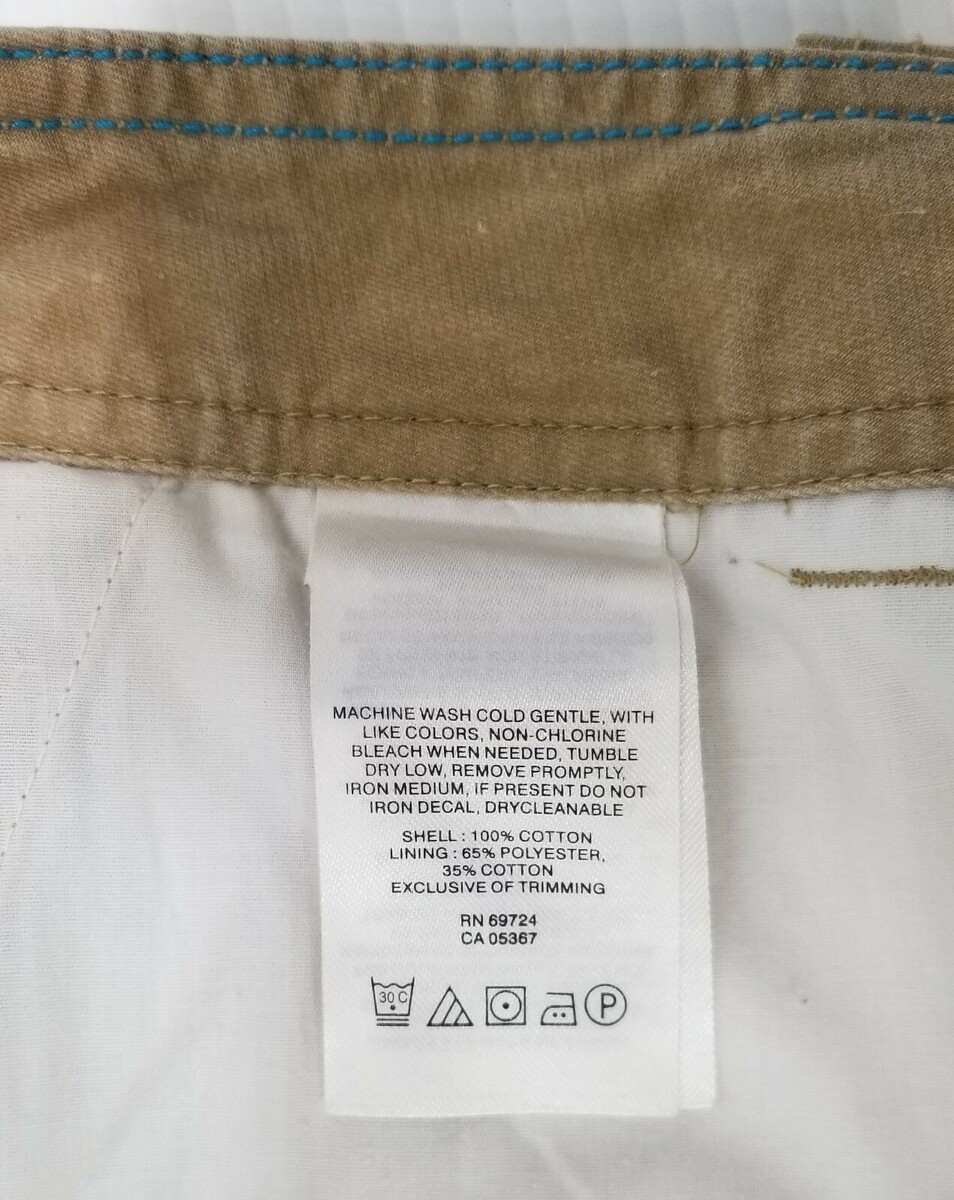 MACHINE WASH COLD GENTLE, WITH
LIKE COLORS, NON-CHLORINE
BLEACH WHEN NEEDED, TUMBLE
DRY LOW, REMOVE PROMPTLY,
IRON MEDIUM, IF PRESENT DO NOT
IRON DECAL, DRYCLEANABLE
SHELL : 100% COTTON
LINING : 65% POLYESTER,
35% COTTON
EXCLUSIVE OF TRIMMING
RN 69724
CA 05367
30 C P